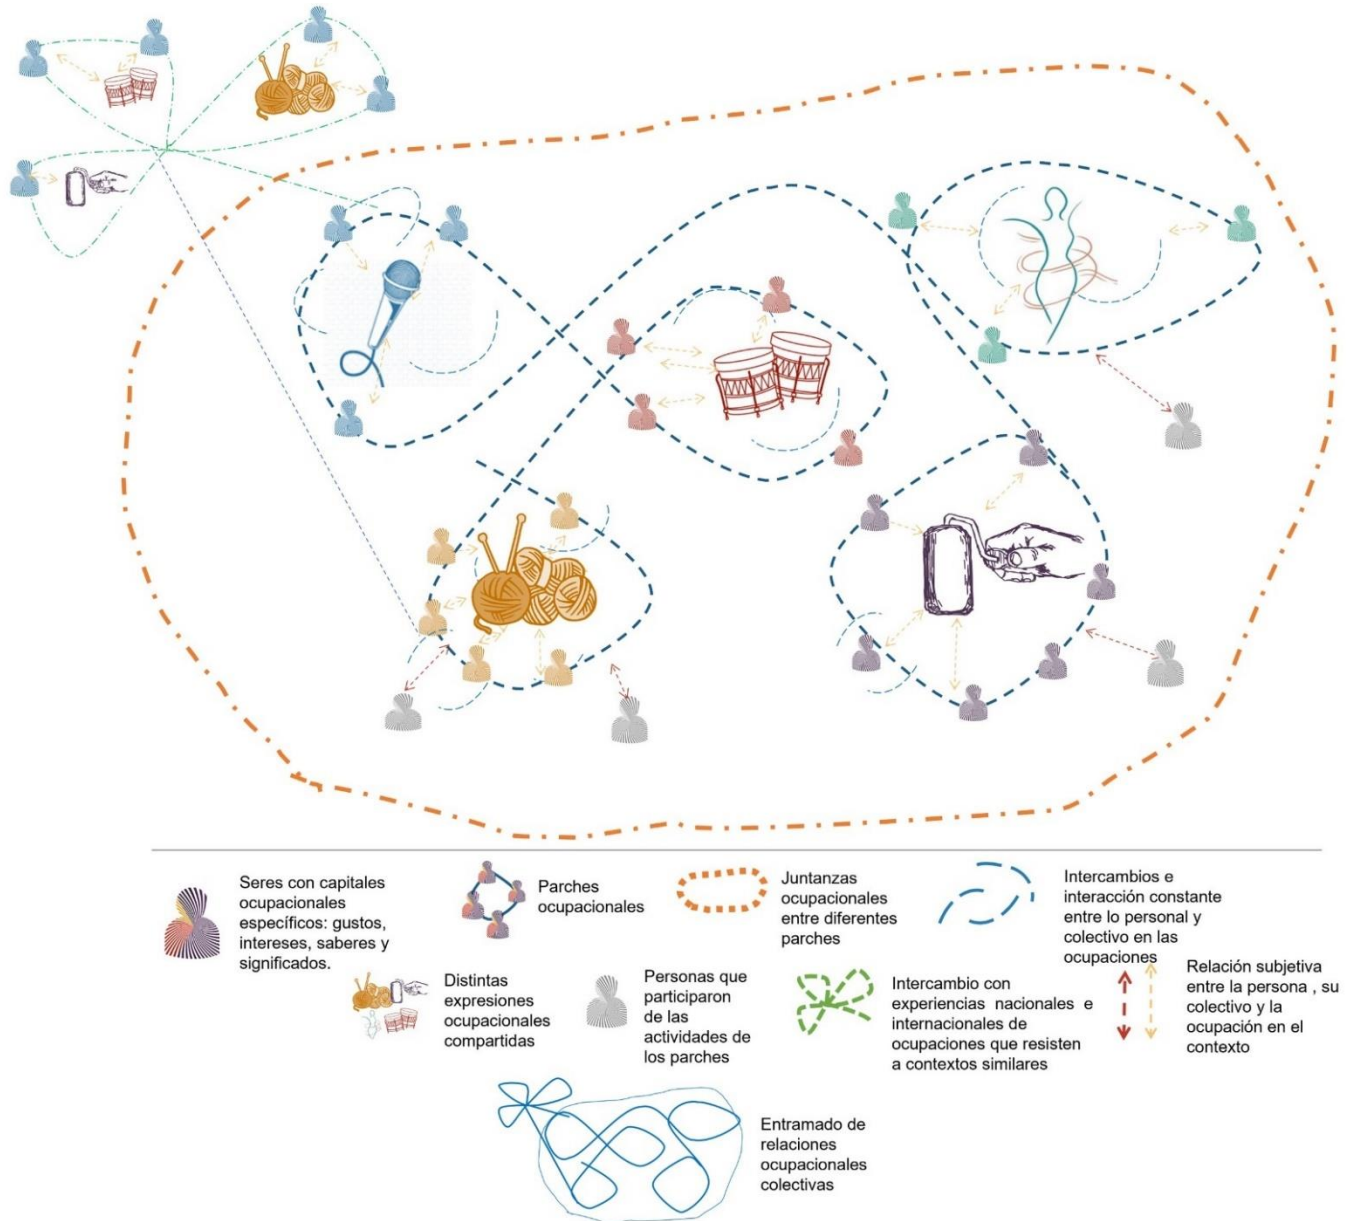 Seres con capitales
ocupacionales
específicos: gustos,
intereses, saberes y
significados.
Parches
ocupacionales
Juntanzas
ocupacionales
entre diferentes
parches
Intercambios e
interacción constante
entre lo personal y
colectivo en las
ocupaciones
Distintas
expresiones
ocupacionales
compartidas
Personas que
participaron
de las
actividades de
los parches
Intercambio con
experiencias nacionales e
internacionales de
ocupaciones que resisten
a contextos similares
Relación subjetiva
entre la persona , su
colectivo y la
ocupación en el
contexto
Entramado de
relaciones
ocupacionales
colectivas